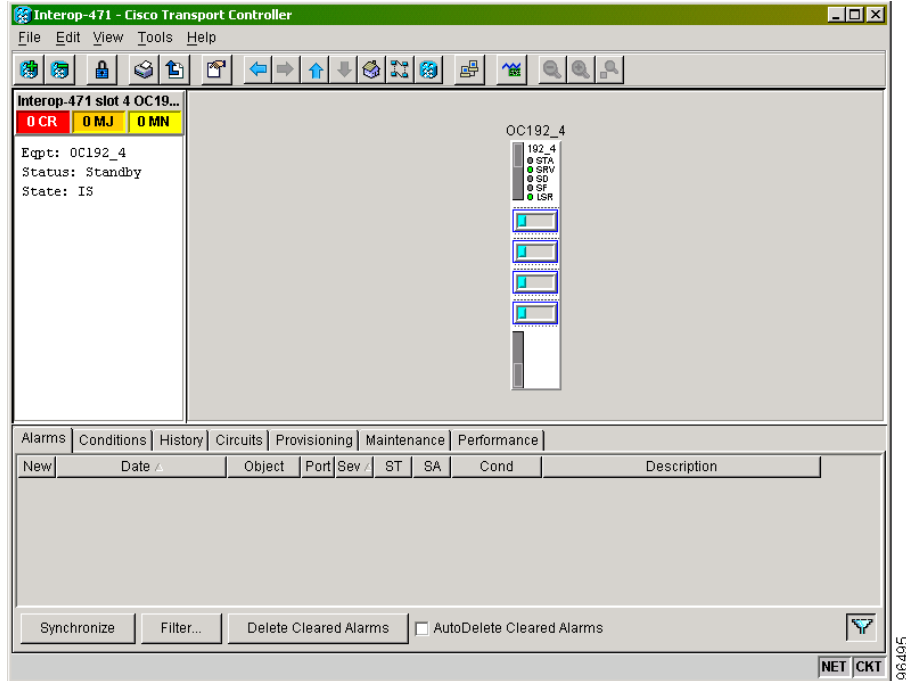 Interop-471 - Cisco Transport Controller
File Edit View Tools Help
Interop-471 slot 4 OC19...
0 CR 0 MJ 0 MN
Eqpt: OC192_4
Status: Standby
State: IS
OC192_4
192_4
STA
SRV
SD
SF
LSR
Alarms Conditions History Circuits Provisioning Maintenance Performance
New Date Object Port Sev ST SA Cond Description
Synchronize Filter... Delete Cleared Alarms AutoDelete Cleared Alarms
NET CKT
96495